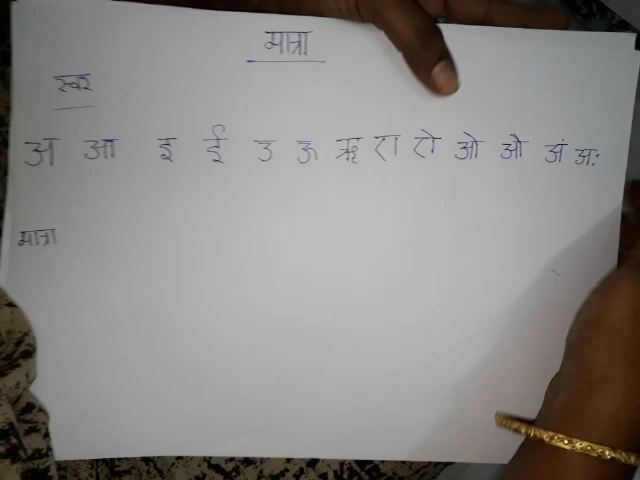 मात्रा
स्वर
अ आ इ ई उ ऊ ऋ ए ऐ ओ औ अं अः
मात्रा